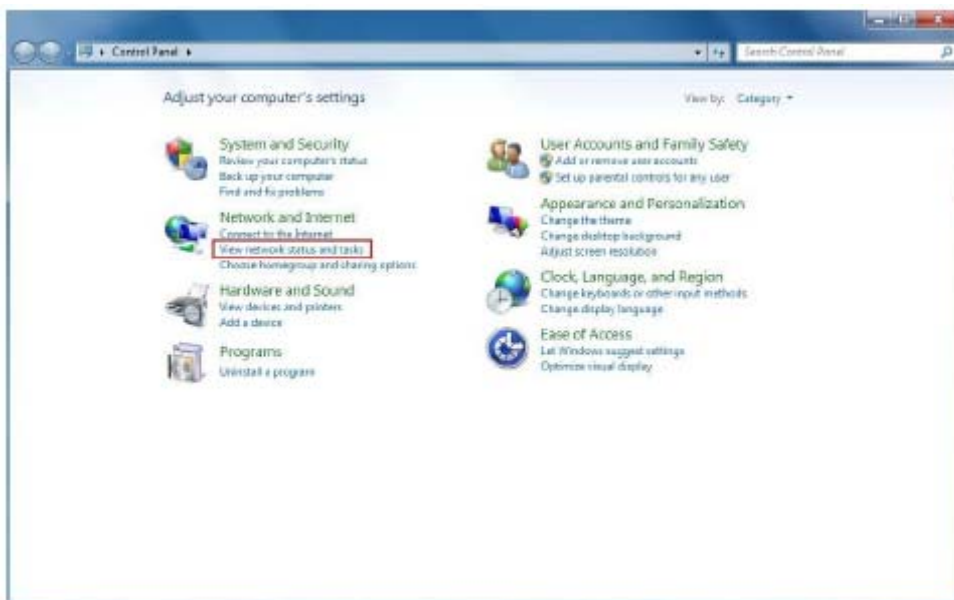 Control Panel
Search Control Panel
Adjust your computer's settings
View by: Category
System and Security
Review your computer's status
Back up your computer
Find and fix problems
Network and Internet
Connect to the Internet
View network status and tasks
Choose homegroup and sharing options
Hardware and Sound
View devices and printers
Add a device
Programs
Uninstall a program
User Accounts and Family Safety
Add or remove user accounts
Set up parental controls for any user
Appearance and Personalization
Change the theme
Change desktop background
Adjust screen resolution
Clock, Language, and Region
Change keyboards or other input methods
Change display language
Ease of Access
Let Windows suggest settings
Optimize visual display